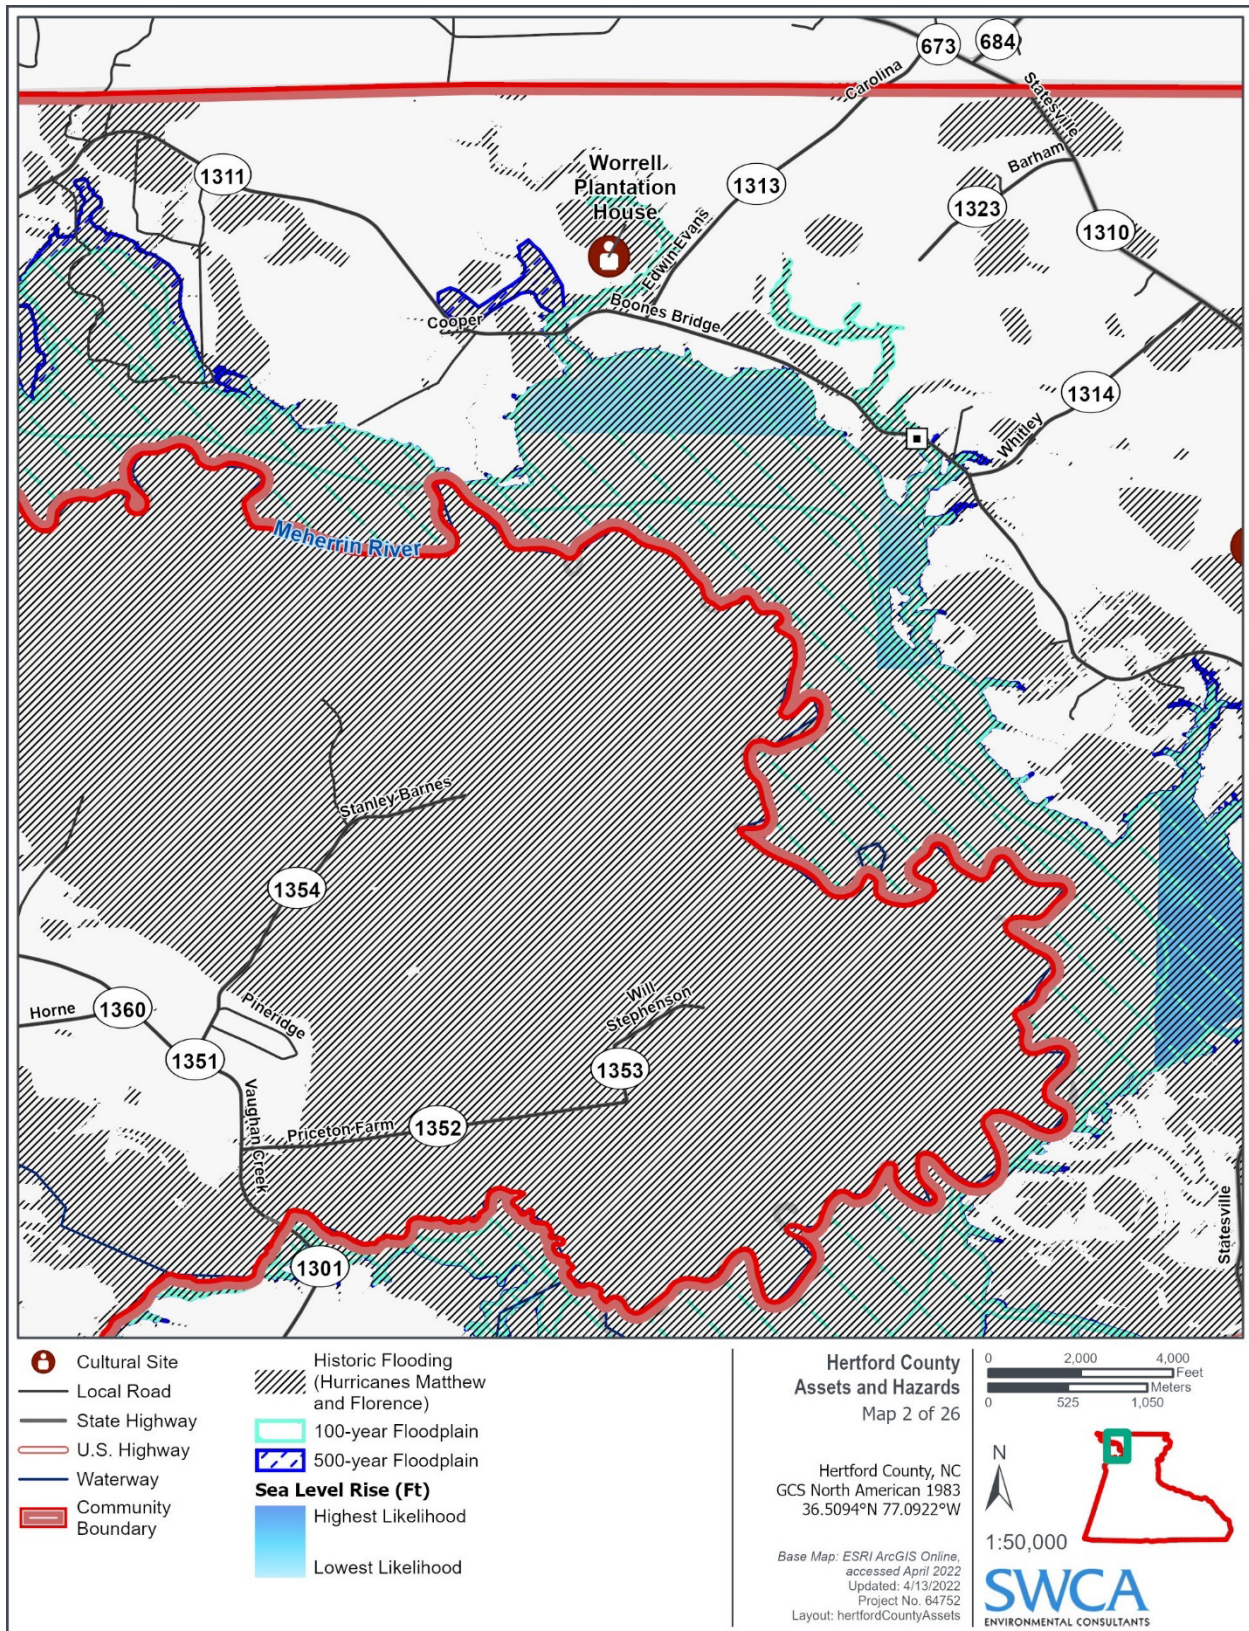 673
684
Carolina
Statesville
Barham
1311
Worrell
Plantation
House
1313
1323
1310
Edwin Evans
Boones Bridge
Cooper
1314
Whitley
Meherrin River
Stanley Barnes
1354
Will
Stephenson
Horne
1360
Pineridge
1351
1353
Vaughan Creek
Priceton Farm
1352
Statesville
1301
Cultural Site
Local Road
State Highway
U.S. Highway
Waterway
Community
Boundary
Historic Flooding
(Hurricanes Matthew
and Florence)
100-year Floodplain
500-year Floodplain
Sea Level Rise (Ft)
Highest Likelihood
Lowest Likelihood
Hertford County
Assets and Hazards
Map 2 of 26
Hertford County, NC
GCS North American 1983
36.5094°N 77.0922°W
Base Map: ESRI ArcGIS Online,
accessed April 2022
Updated: 4/13/2022
Project No. 64752
Layout: hertfordCountyAssets
0 2,000 4,000
Feet
Meters
0 525 1,050
N
1:50,000
SWCA
ENVIRONMENTAL CONSULTANTS